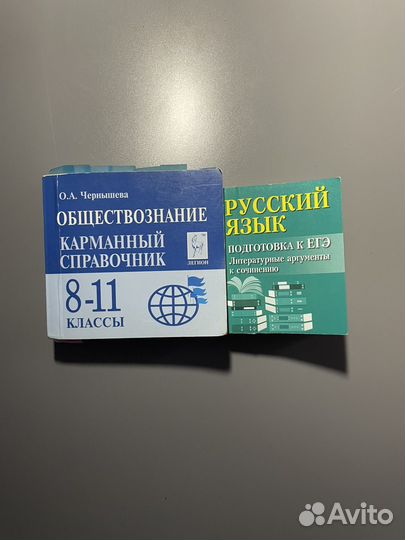 О.А. Чернышева
ОБЩЕСТВОЗНАНИЕ
КАРМАННЫЙ
СПРАВОЧНИК
ЛЕГИОН
8-11
КЛАССЫ
РУССКИЙ
ЯЗЫК
ПОДГОТОВКА К ЕГЭ
Литературные аргументы
к сочинению
Avito